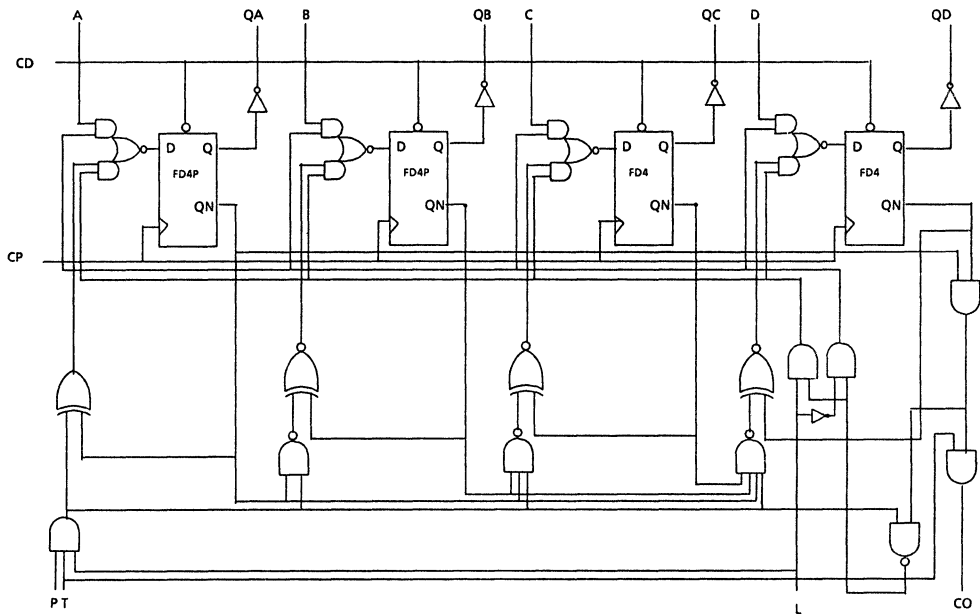 A QA B QB C QC D QD
CD
D Q D Q D Q D Q
FD4P FD4P FD4 FD4
QN QN QN QN
CP
P T L CO